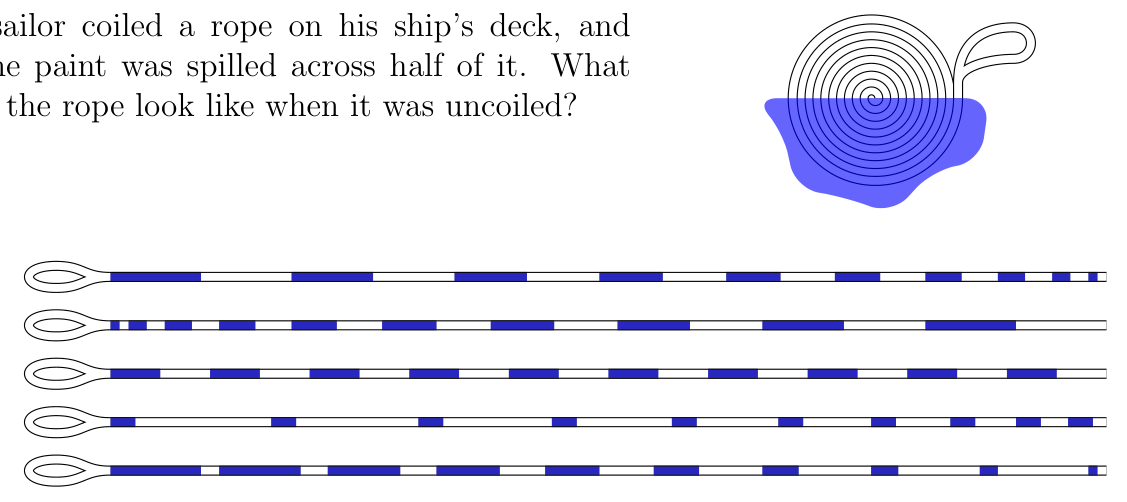 sailor coiled a rope on his ship's deck, and
paint was spilled across half of it. What
the rope look like when it was uncoiled?